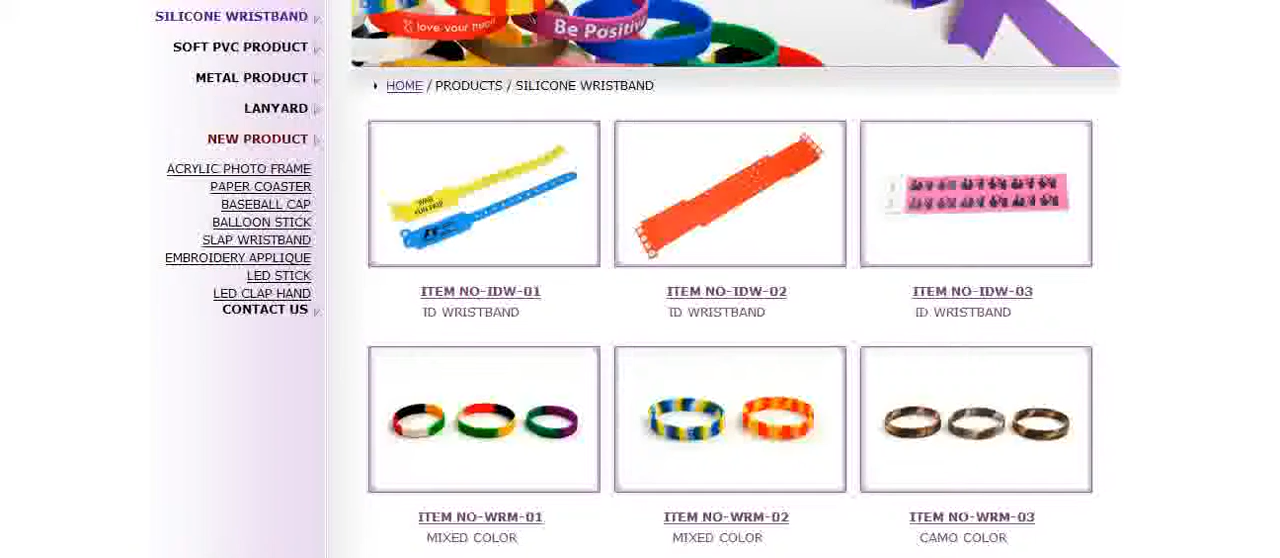 SILICONE WRISTBAND
SOFT PVC PRODUCT
METAL PRODUCT
LANYARD
NEW PRODUCT
ACRYLIC PHOTO FRAME
PAPER COASTER
BASEBALL CAP
BALLOON STICK
SLAP WRISTBAND
EMBROIDERY APPLIQUE
LED STICK
LED CLAP HAND
CONTACT US
love your
Be Positive
HOME / PRODUCTS / SILICONE WRISTBAND
ITEM NO-IDW-01
ID WRISTBAND
ITEM NO-IDW-02
ID WRISTBAND
ITEM NO-IDW-03
ID WRISTBAND
ITEM NO-WRM-01
MIXED COLOR
ITEM NO-WRM-02
MIXED COLOR
ITEM NO-WRM-03
CAMO COLOR